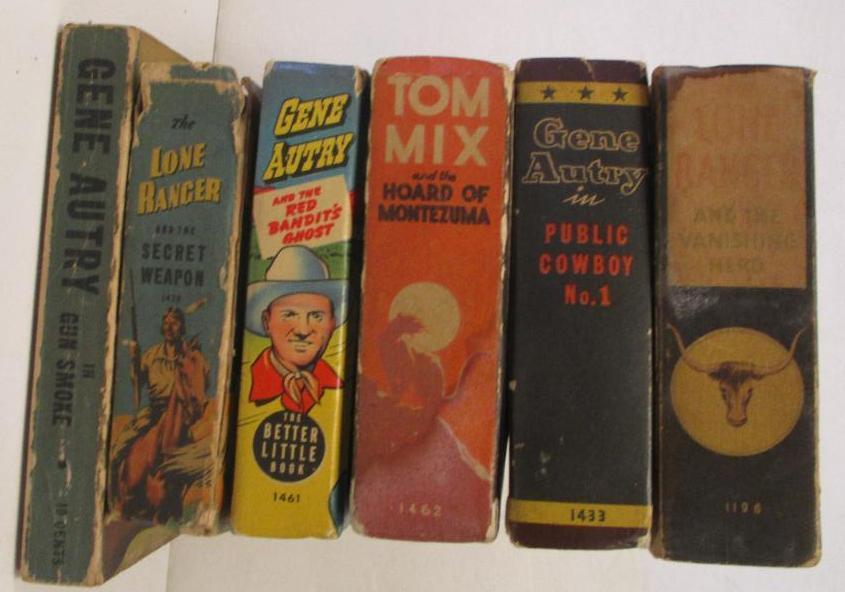 GENE AUTRY
IN
GUN SMOKE
10 CENTS
The
LONE
RANGER
AND THE
SECRET
WEAPON
1428
GENE
AUTRY
AND THE
RED
BANDIT'S
GHOST
THE
BETTER
LITTLE
BOOK
1461
TOM
MIX
and the
HOARD OF
MONTEZUMA
1462
★ ★ ★
Gene
Autry
in
PUBLIC
COWBOY
No.1
1433
LONE
RANGER
AND THE
VANISHING
HERD
1196